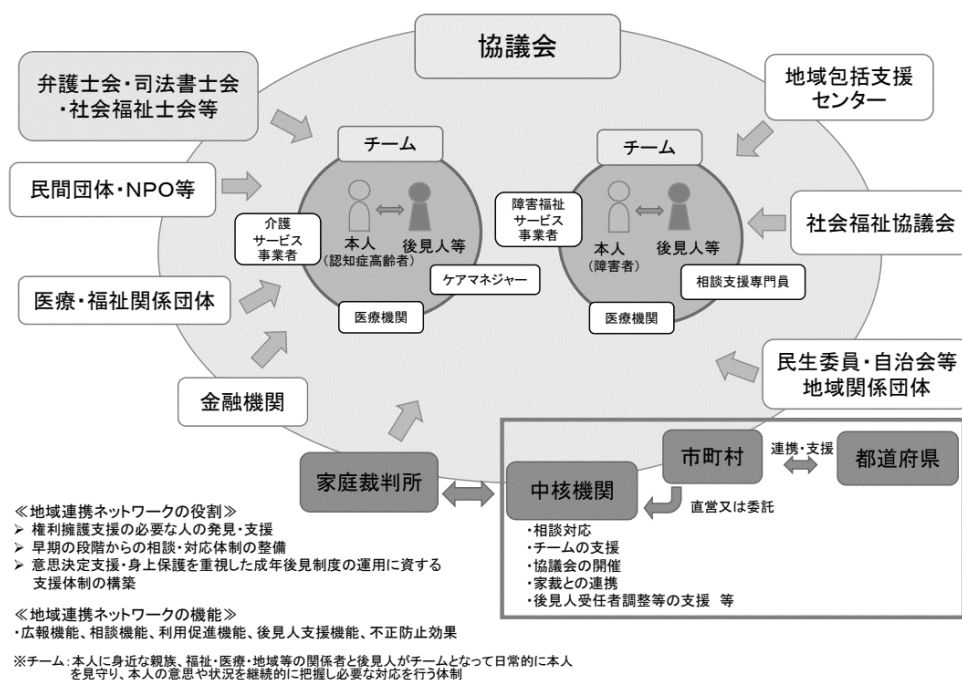 協議会
弁護士会・司法書士会
・社会福祉士会等
地域包括支援
センター
チーム
チーム
民間団体・NPO等
介護
サービス
事業者
本人
(認知症高齢者)
後見人等
ケアマネジャー
医療機関
障害福祉
サービス
事業者
本人
(障害者)
後見人等
相談支援専門員
医療機関
社会福祉協議会
医療・福祉関係団体
金融機関
民生委員・自治会等
地域関係団体
家庭裁判所
中核機関
市町村
連携・支援
都道府県
直営又は委託
・相談対応
・チームの支援
・協議会の開催
・家裁との連携
・後見人受任者調整等の支援 等
≪地域連携ネットワークの役割≫
➢ 権利擁護支援の必要な人の発見・支援
➢ 早期の段階からの相談・対応体制の整備
➢ 意思決定支援・身上保護を重視した成年後見制度の運用に資する
支援体制の構築
≪地域連携ネットワークの機能≫
・広報機能、相談機能、利用促進機能、後見人支援機能、不正防止効果
※チーム:本人に身近な親族、福祉・医療・地域等の関係者と後見人がチームとなって日常的に本人
を見守り、本人の意思や状況を継続的に把握し必要な対応を行う体制